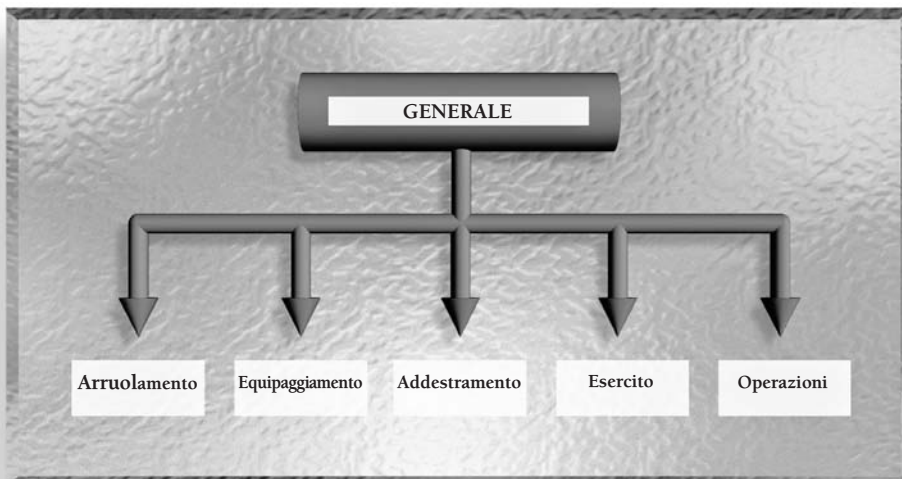 GENERALE
Arruolamento
Equipaggiamento
Addestramento
Esercito
Operazioni